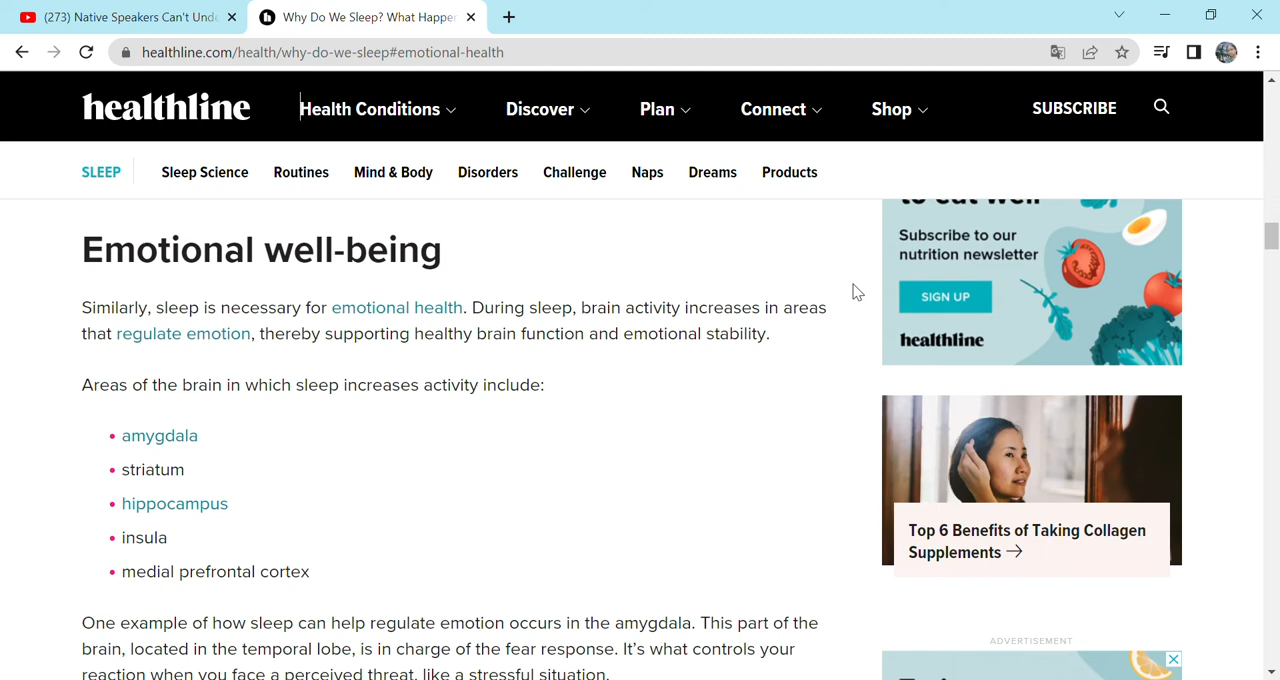 (273) Native Speakers Can't Und
Why Do We Sleep? What Happen
healthline.com/health/why-do-we-sleep#emotional-health
healthline
Health Conditions
Discover
Plan
Connect
Shop
SUBSCRIBE
SLEEP
Sleep Science
Routines
Mind & Body
Disorders
Challenge
Naps
Dreams
Products
to eat well
Subscribe to our
nutrition newsletter
SIGN UP
healthline
Emotional well-being
Similarly, sleep is necessary for emotional health. During sleep, brain activity increases in areas
that regulate emotion, thereby supporting healthy brain function and emotional stability.
Areas of the brain in which sleep increases activity include:
• amygdala
• striatum
• hippocampus
• insula
• medial prefrontal cortex
One example of how sleep can help regulate emotion occurs in the amygdala. This part of the
brain, located in the temporal lobe, is in charge of the fear response. It's what controls your
reaction when you face a perceived threat, like a stressful situation.
Top 6 Benefits of Taking Collagen
Supplements →
ADVERTISEMENT